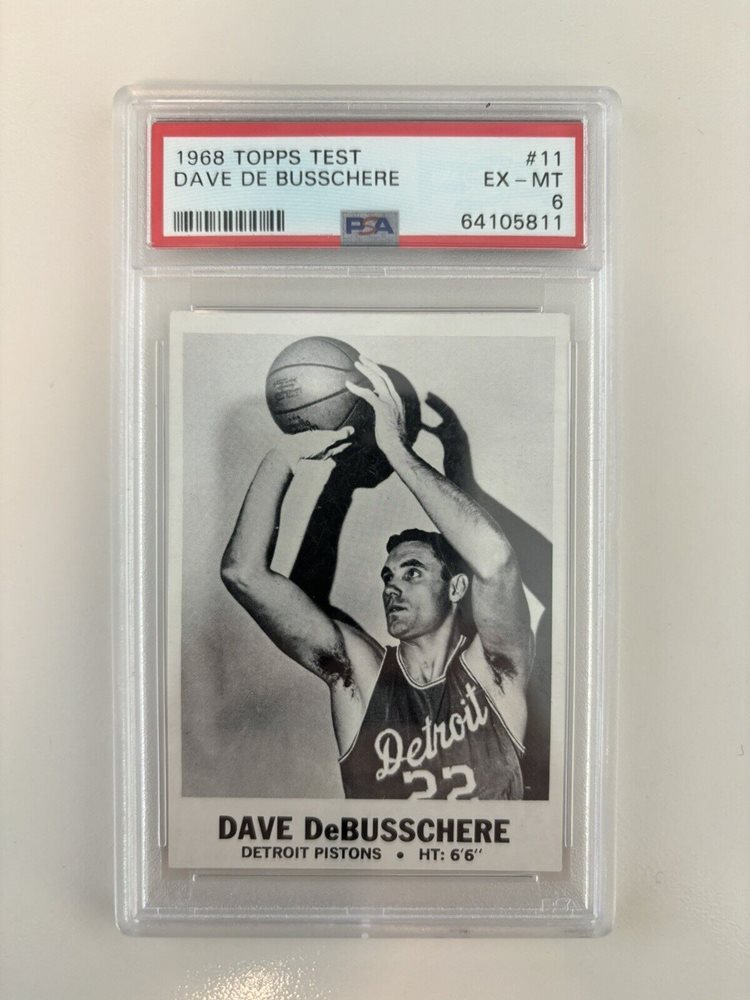 1968 TOPPS TEST #11
DAVE DE BUSSCHERE EX - MT
6
PSA 64105811
Detroit
22
DAVE DeBUSSCHERE
DETROIT PISTONS • HT: 6'6"
PSA